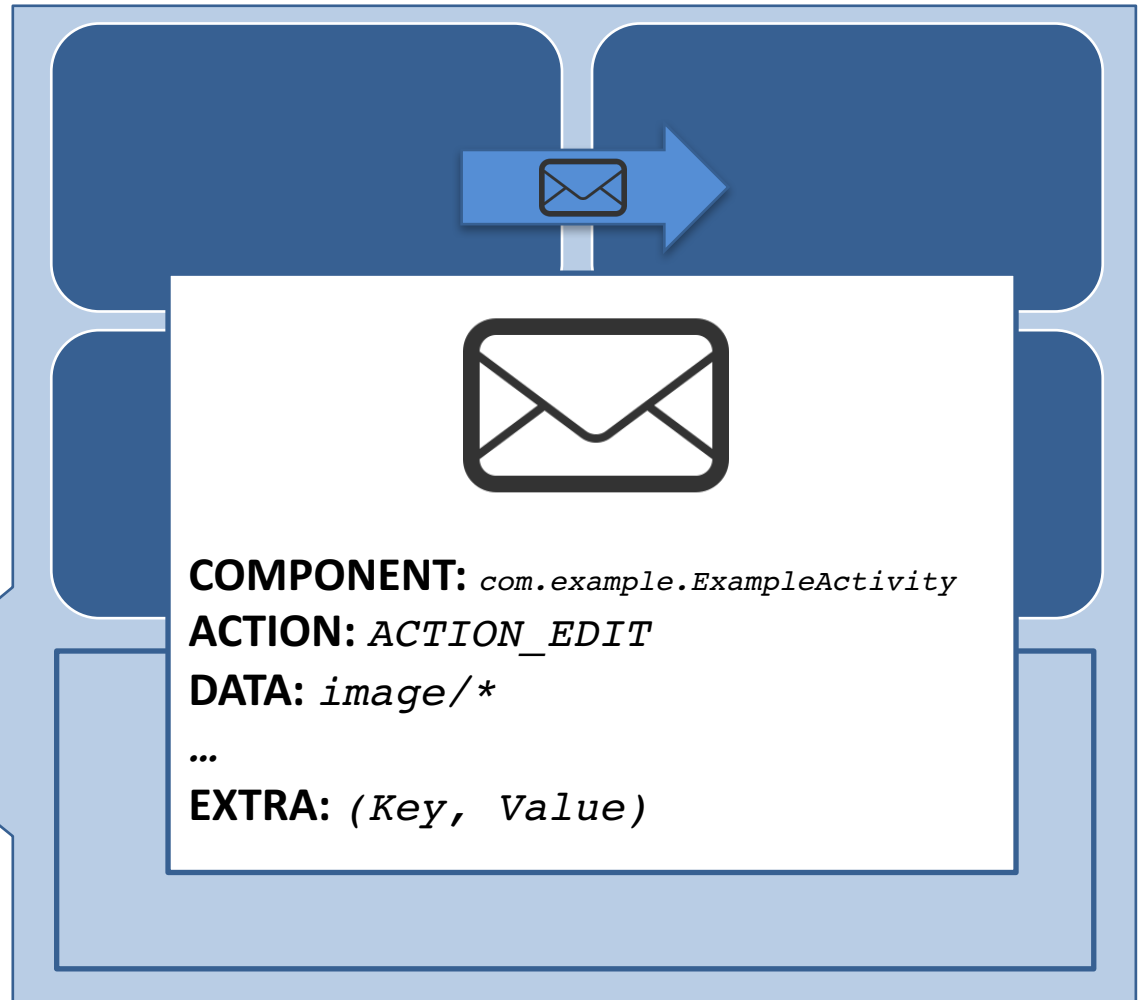 COMPONENT: com.example.ExampleActivity
ACTION: ACTION_EDIT
DATA: image/*
…
EXTRA: (Key, Value)